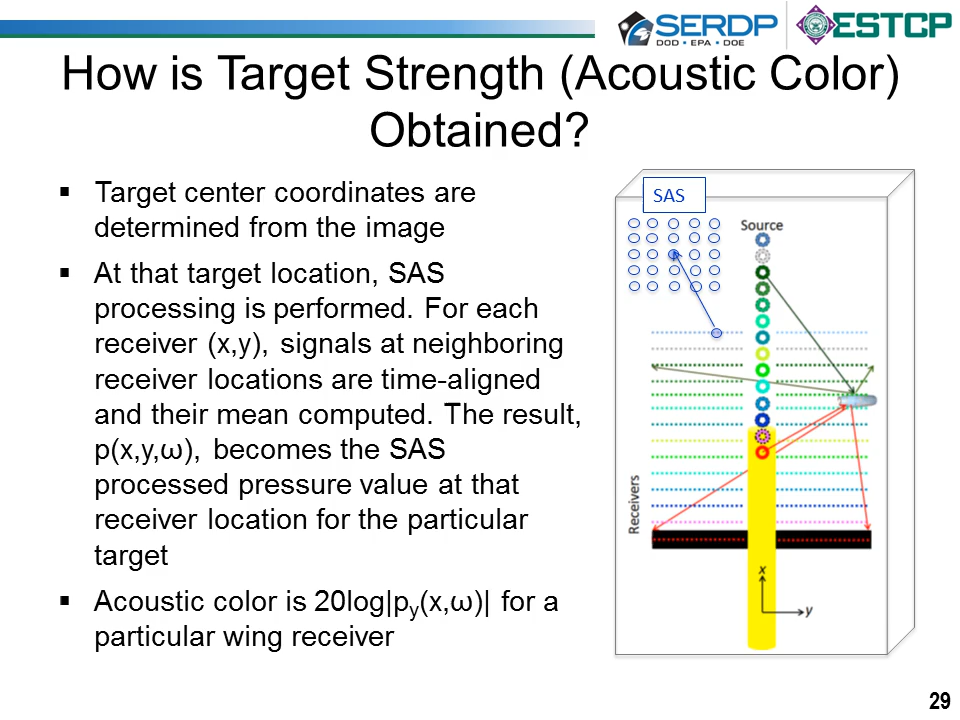 SERDP
DOD • EPA • DOE
ESTCP
How is Target Strength (Acoustic Color)
Obtained?
▪ Target center coordinates are
determined from the image
▪ At that target location, SAS
processing is performed. For each
receiver (x,y), signals at neighboring
receiver locations are time-aligned
and their mean computed. The result,
p(x,y,ω), becomes the SAS
processed pressure value at that
receiver location for the particular
target
▪ Acoustic color is 20log|py(x,ω)| for a
particular wing receiver
SAS
Source
Receivers
x
y
29